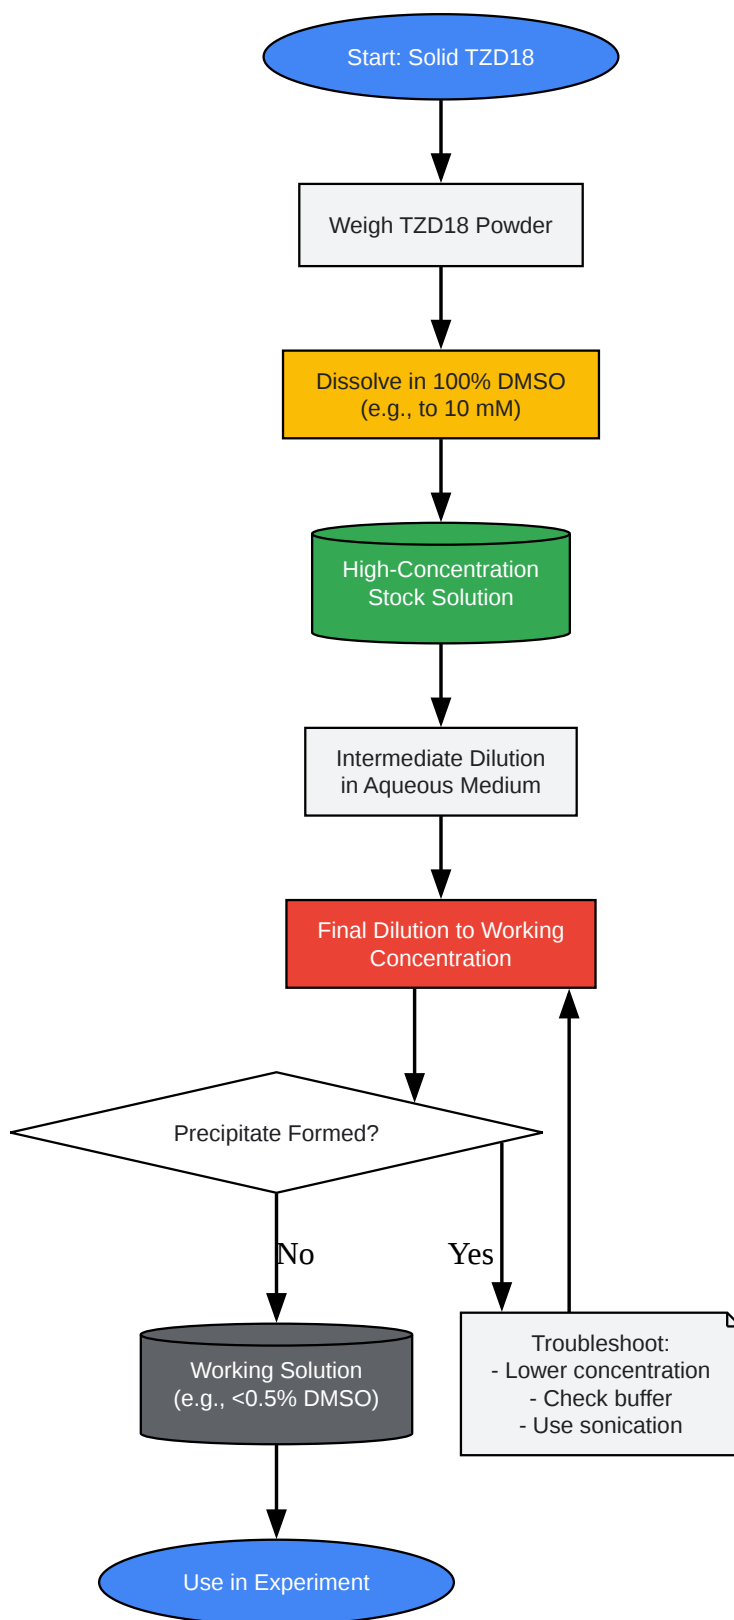 Start: Solid TZD18
Weigh TZD18 Powder
Dissolve in 100% DMSO
(e.g., to 10 mM)
High-Concentration
Stock Solution
Intermediate Dilution
in Aqueous Medium
Final Dilution to Working
Concentration
Precipitate Formed?
No
Yes
Working Solution
(e.g., <0.5% DMSO)
Troubleshoot:
- Lower concentration
- Check buffer
- Use sonication
Use in Experiment